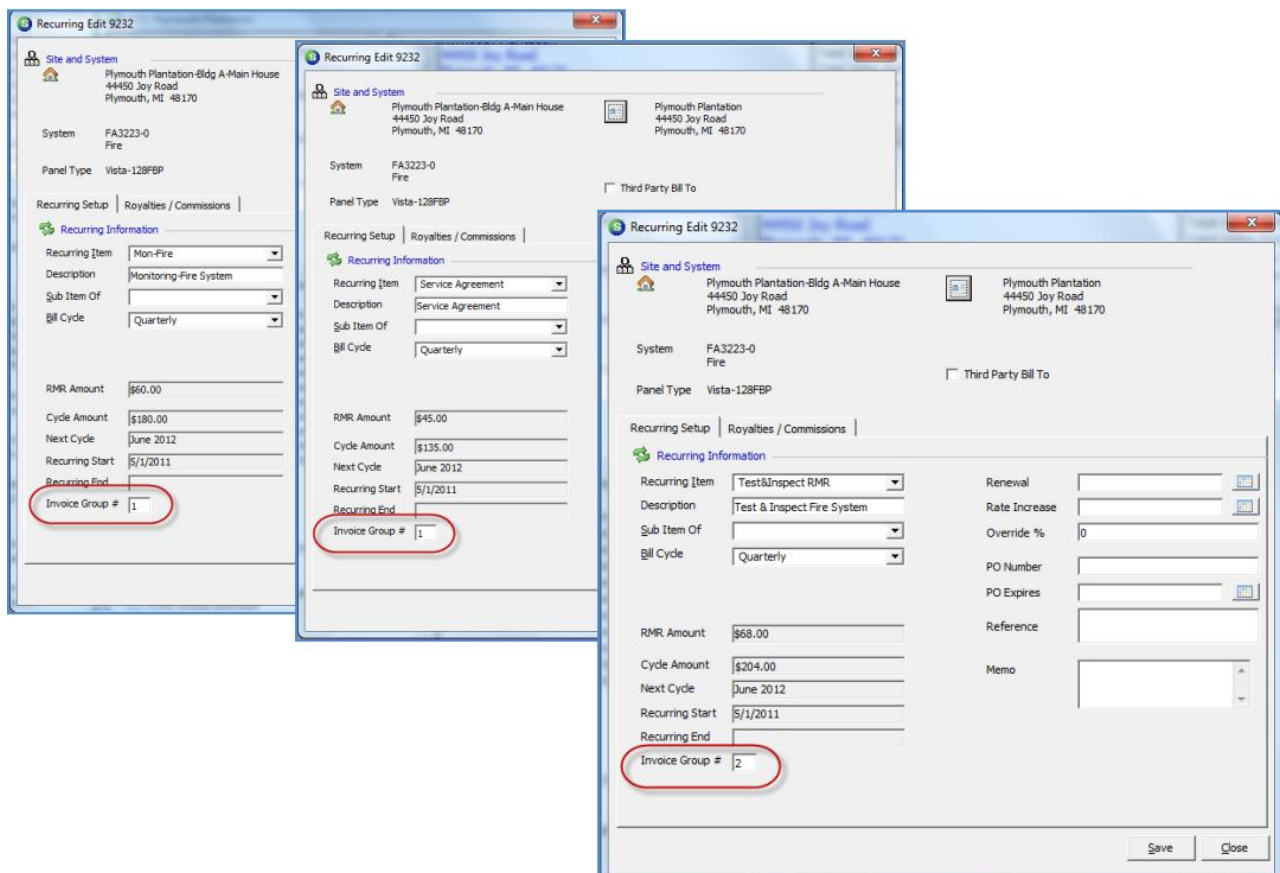 Recurring Edit 9232
Site and System
Plymouth Plantation-Bldg A-Main House
44450 Joy Road
Plymouth, MI 48170
System FA3223-0
Fire
Panel Type Vista-128FBP
Recurring Setup Royalties / Commissions
Recurring Information
Recurring Item Mon-Fire
Description Monitoring-Fire System
Sub Item Of
Bill Cycle Quarterly
RMR Amount $60.00
Cycle Amount $180.00
Next Cycle June 2012
Recurring Start 5/1/2011
Recurring End
Invoice Group # 1
Recurring Edit 9232
Site and System
Plymouth Plantation-Bldg A-Main House Plymouth Plantation
44450 Joy Road 44450 Joy Road
Plymouth, MI 48170 Plymouth, MI 48170
System FA3223-0
Fire
Third Party Bill To
Panel Type Vista-128FBP
Recurring Setup Royalties / Commissions
Recurring Information
Recurring Item Service Agreement
Description Service Agreement
Sub Item Of
Bill Cycle Quarterly
RMR Amount $45.00
Cycle Amount $135.00
Next Cycle June 2012
Recurring Start 5/1/2011
Recurring End
Invoice Group # 1
Recurring Edit 9232
Site and System
Plymouth Plantation-Bldg A-Main House Plymouth Plantation
44450 Joy Road 44450 Joy Road
Plymouth, MI 48170 Plymouth, MI 48170
System FA3223-0
Fire
Third Party Bill To
Panel Type Vista-128FBP
Recurring Setup Royalties / Commissions
Recurring Information
Recurring Item Test&Inspect RMR Renewal
Description Test & Inspect Fire System Rate Increase
Sub Item Of Override % 0
Bill Cycle Quarterly
PO Number
PO Expires
RMR Amount $68.00 Reference
Cycle Amount $204.00 Memo
Next Cycle June 2012
Recurring Start 5/1/2011
Recurring End
Invoice Group # 2
Save Close